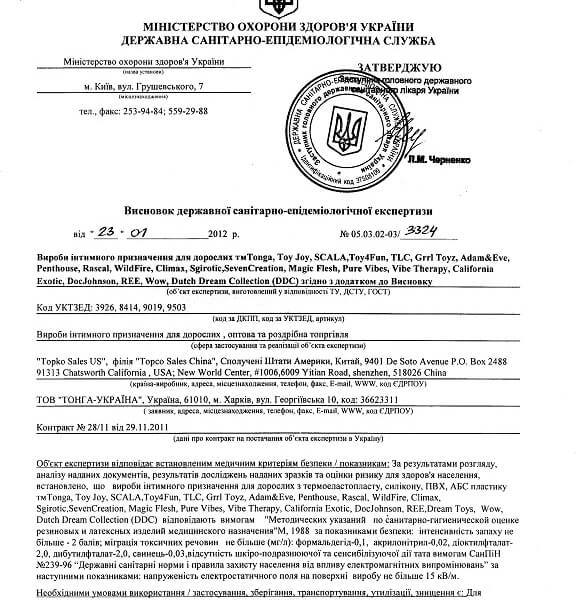 МІНІСТЕРСТВО ОХОРОНИ ЗДОРОВ'Я УКРАЇНИ
ДЕРЖАВНА САНІТАРНО-ЕПІДЕМІОЛОГІЧНА СЛУЖБА
Міністерство охорони здоров'я України
(назва установи)
м. Київ, вул. Грушевського, 7
(місцезнаходження)
тел., факс: 253-94-84; 559-29-88
ЗАТВЕРДЖУЮ
Заступник головного державного
санітарного лікаря України
Л.М. Черненко
Висновок державної санітарно-епідеміологічної експертизи
від " 23 " 01 2012 р. № 05.03.02-03/ 3324
Вироби інтимного призначення для дорослих тмTonga, Toy Joy, SCALA,Toy4Fun, TLC, Grrl Toyz, Adam&Eve,
Penthouse, Rascal, WildFire, Climax, Sgirotic,SevenCreation, Magic Flesh, Pure Vibes, Vibe Therapy, California
Exotic, DocJohnson, REE, Wow, Dutch Dream Collection (DDC) згідно з додатком до Висновку
(об'єкт експертизи, виготовлений у відповідності ТУ, ДСТУ, ГОСТ)
Код УКТЗЕД: 3926, 8414, 9019, 9503
(код за ДКПП, код за УКТЗЕД, артикул)
Вироби інтимного призначення для дорослих , оптова та роздрібна топргівля
(сфера застосування та реалізації об'єкта експертизи)
"Topko Sales US", філія "Topco Sales China", Сполучені Штати Америки, Китай, 9401 De Soto Avenue P.O. Box 2488
91313 Chatsworth California , USA; New World Center, #1006,6009 Yitian Road, shenzhen, 518026 China
(країна-виробник, адреса, місцезнаходження, телефон, факс, E-mail, WWW, код ЄДРПОУ)
ТОВ "ТОНГА-УКРАЇНА", Україна, 61010, м. Харків, вул. Георгіївська 10, код: 36623311
( заявник, адреса, місцезнаходження, телефон, факс, E-mail, WWW, код ЄДРПОУ)
Контракт № 28/11 від 29.11.2011
(дані про контракт на постачання об'єкта експертизи в Україну)
Об'єкт експертизи відповідає встановленим медичним критеріям безпеки / показникам: За результатами розгляду,
аналізу наданих документів, результатів досліджень наданих зразків та оцінки ризику для здоров'я населення,
встановлено, що вироби інтимного призначення для дорослих з термоеластопласту, силікону, ПВХ, АБС пластику
тмTonga, Toy Joy, SCALA,Toy4Fun, TLC, Grrl Toyz, Adam&Eve, Penthouse, Rascal, WildFire, Climax,
Sgirotic,SevenCreation, Magic Flesh, Pure Vibes, Vibe Therapy, California Exotic, DocJohnson, REE,Dream Toys, Wow,
Dutch Dream Collection (DDC) відповідають вимогам "Методических указаний по санитарно-гигиенической оценке
резиновых и латексных изделий медицинского назначения"М, 1988 за показниками безпеки: інтенсивність запаху не
більше - 2 бали; міграція токсичних речовин не більше (мг/л): формальдегід-0,1, акрилонітрил-0,02, діоктилфталат-
2,0, дибутилфталат-2,0, свинець-0,03,відсутність шкіро-подразнюючої та сенсибілізуючої дії тата вимогам СанПіН
№239-96 "Державні санітарні норми і правила захисту населення від впливу електромагнітних випромінювань" за
наступними показниками: напруженість електростатичного поля на поверхні виробу не більше 15 кВ/м.
Необхідними умовами використання / застосування, зберігання, транспортування, утилізації, знищення є: Для